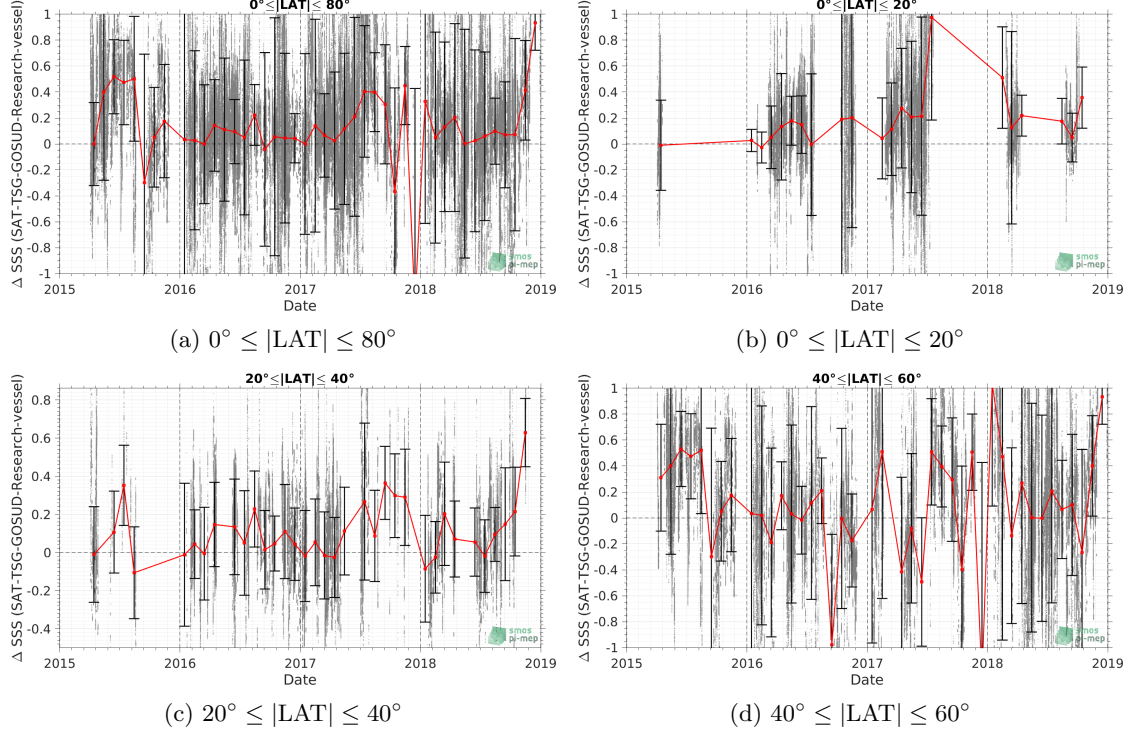 0°≤|LAT|≤ 80°
Δ SSS (SAT-TSG-GOSUD-Research-vessel)
1
0.8
0.6
0.4
0.2
0
-0.2
-0.4
-0.6
-0.8
-1
2015 2016 2017 2018 2019
Date
smos
pi-mep
(a) 0° ≤ |LAT| ≤ 80°
0°≤|LAT|≤ 20°
Δ SSS (SAT-TSG-GOSUD-Research-vessel)
1
0.8
0.6
0.4
0.2
0
-0.2
-0.4
-0.6
-0.8
-1
2015 2016 2017 2018 2019
Date
smos
pi-mep
(b) 0° ≤ |LAT| ≤ 20°
20°≤|LAT|≤ 40°
Δ SSS (SAT-TSG-GOSUD-Research-vessel)
0.8
0.6
0.4
0.2
0
-0.2
-0.4
2015 2016 2017 2018 2019
Date
smos
pi-mep
(c) 20° ≤ |LAT| ≤ 40°
40°≤|LAT|≤ 60°
Δ SSS (SAT-TSG-GOSUD-Research-vessel)
1
0.8
0.6
0.4
0.2
0
-0.2
-0.4
-0.6
-0.8
-1
2015 2016 2017 2018 2019
Date
smos
pi-mep
(d) 40° ≤ |LAT| ≤ 60°